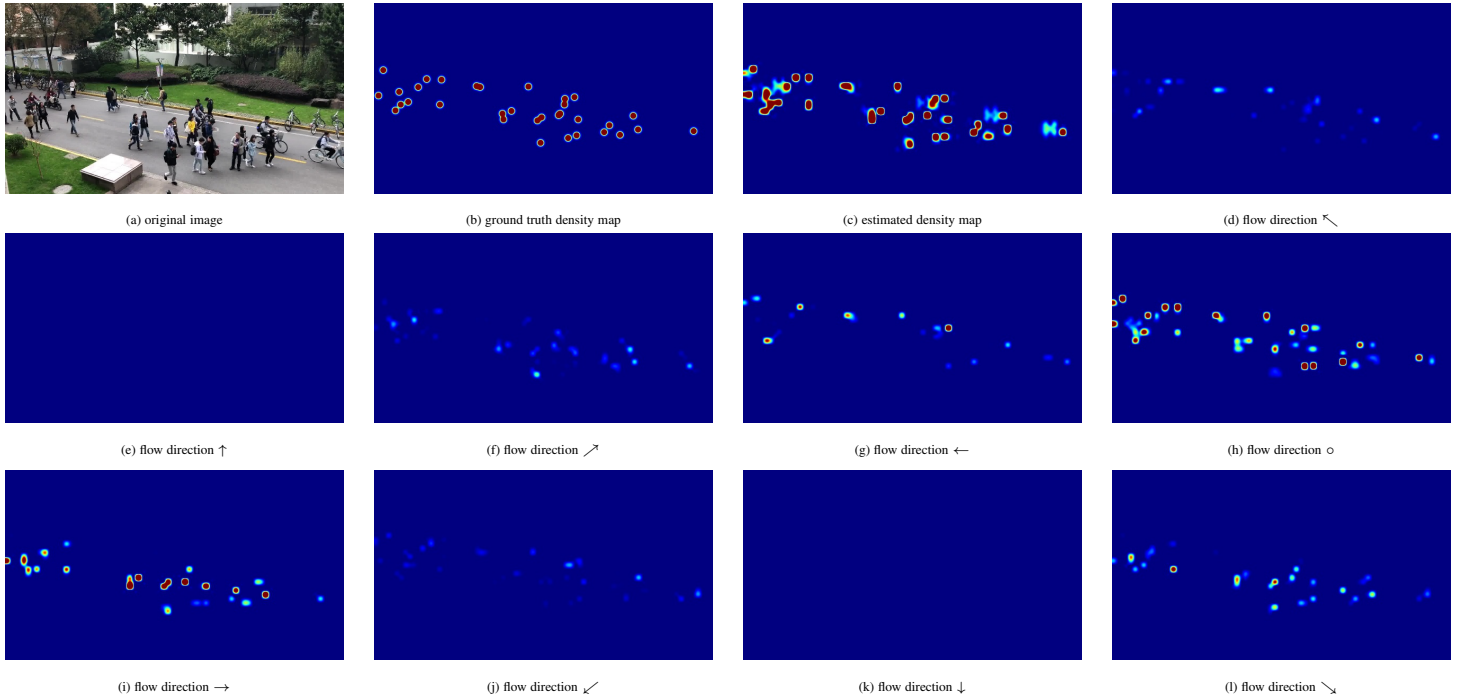 (a) original image
(b) ground truth density map
(c) estimated density map
(d) flow direction ↖
(e) flow direction ↑
(f) flow direction ↗
(g) flow direction ←
(h) flow direction ○
(i) flow direction →
(j) flow direction ↙
(k) flow direction ↓
(l) flow direction ↘